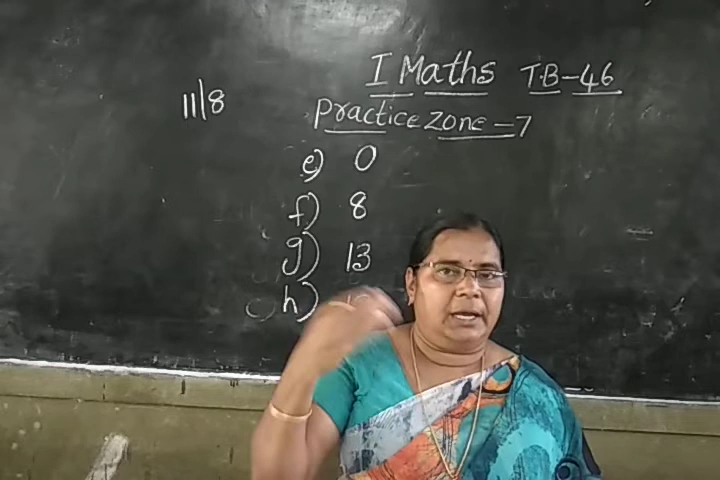 I Maths TB-46
11/8
Practice Zone-7
e) 0
f) 8
g) 13
h)